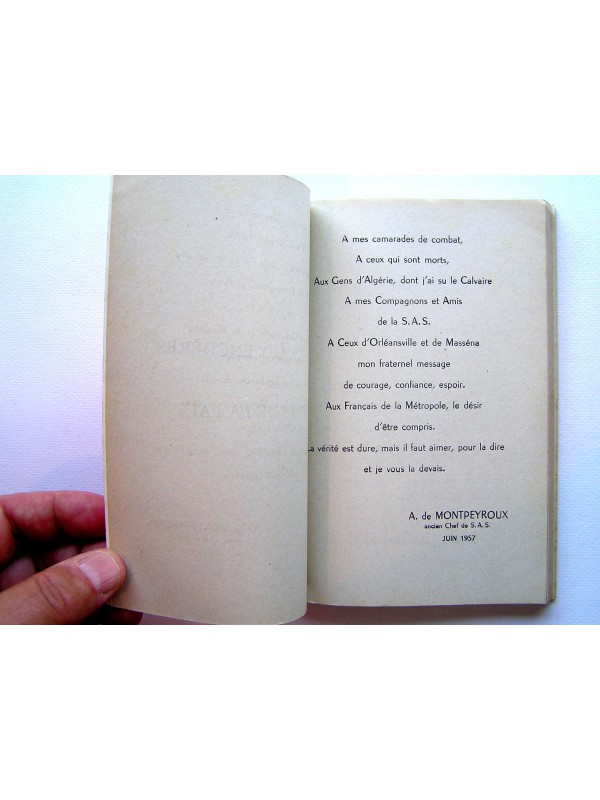 A mes camarades de combat,
A ceux qui sont morts,
Aux Gens d'Algérie, dont j'ai su le Calvaire
A mes Compagnons et Amis
de la S.A.S.
A Ceux d'Orléansville et de Masséna
mon fraternel message
de courage, confiance, espoir.
Aux Français de la Métropole, le désir
d'être compris.
La vérité est dure, mais il faut aimer, pour la dire
et je vous la devais.
A. de MONTPEYROUX
ancien Chef de S.A.S.
JUIN 1957